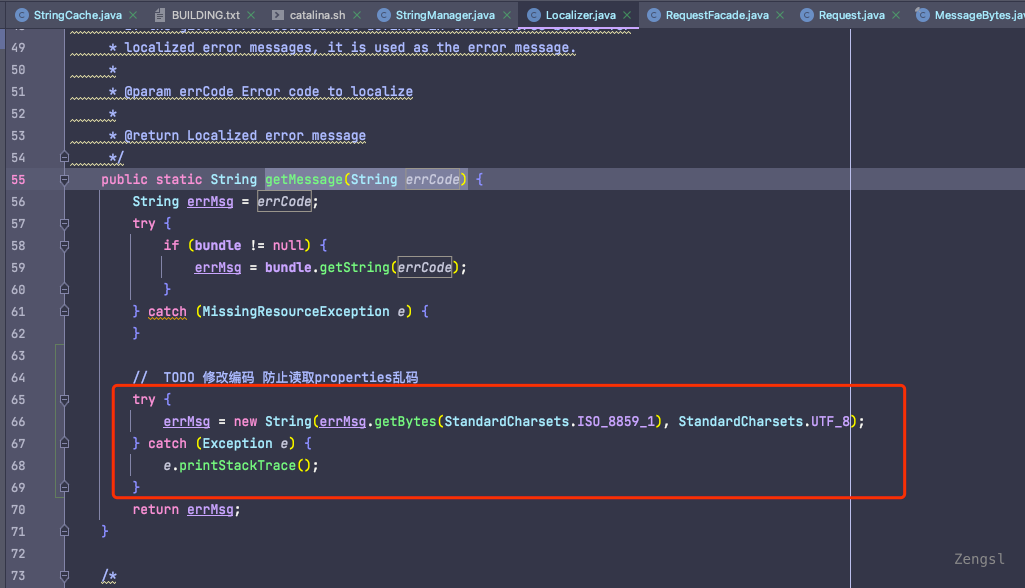 StringCache.java BUILDING.txt catalina.sh StringManager.java Localizer.java RequestFacade.java Request.java MessageBytes.jav
49 * localized error messages, it is used as the error message.
50 *
51 * @param errCode Error code to localize
52 *
53 * @return Localized error message
54 */
55 public static String getMessage(String errCode) {
56 String errMsg = errCode;
57 try {
58 if (bundle != null) {
59 errMsg = bundle.getString(errCode);
60 }
61 } catch (MissingResourceException e) {
62 }
63
64 // TODO 修改编码 防止读取properties乱码
65 try {
66 errMsg = new String(errMsg.getBytes(StandardCharsets.ISO_8859_1), StandardCharsets.UTF_8);
67 } catch (Exception e) {
68 e.printStackTrace();
69 }
70 return errMsg;
71 }
72
73 /*
Zengsl